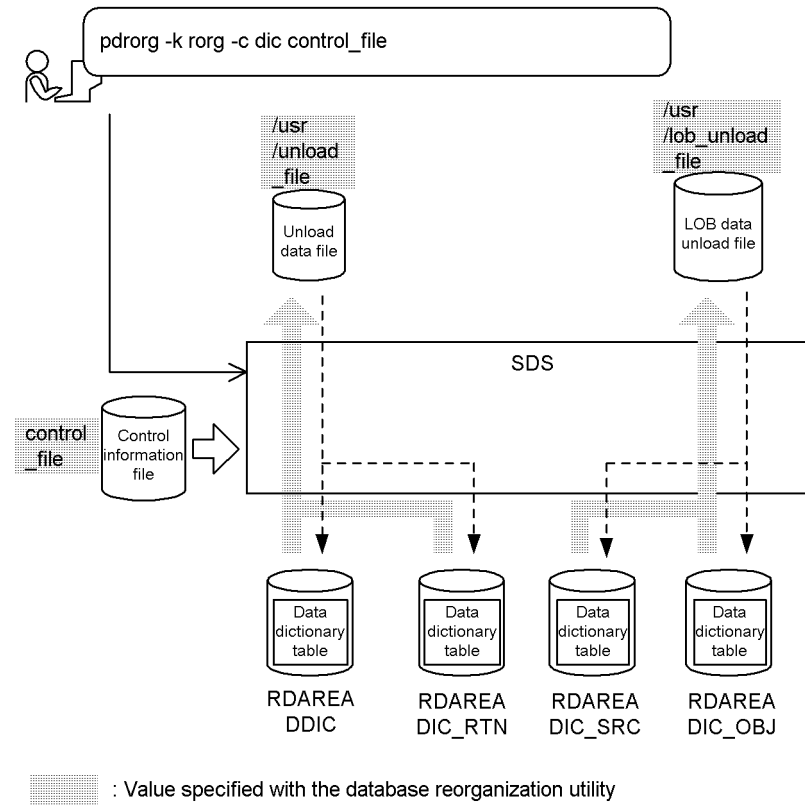 pdrorg -k rorg -c dic control_file
/usr
/unload
_file
/usr
/lob_unload
_file
Unload
data file
LOB data
unload file
SDS
control
_file
Control
information
file
Data
dictionary
table
Data
dictionary
table
Data
dictionary
table
Data
dictionary
table
RDAREA
DDIC
RDAREA
DIC_RTN
RDAREA
DIC_SRC
RDAREA
DIC_OBJ
: Value specified with the database reorganization utility